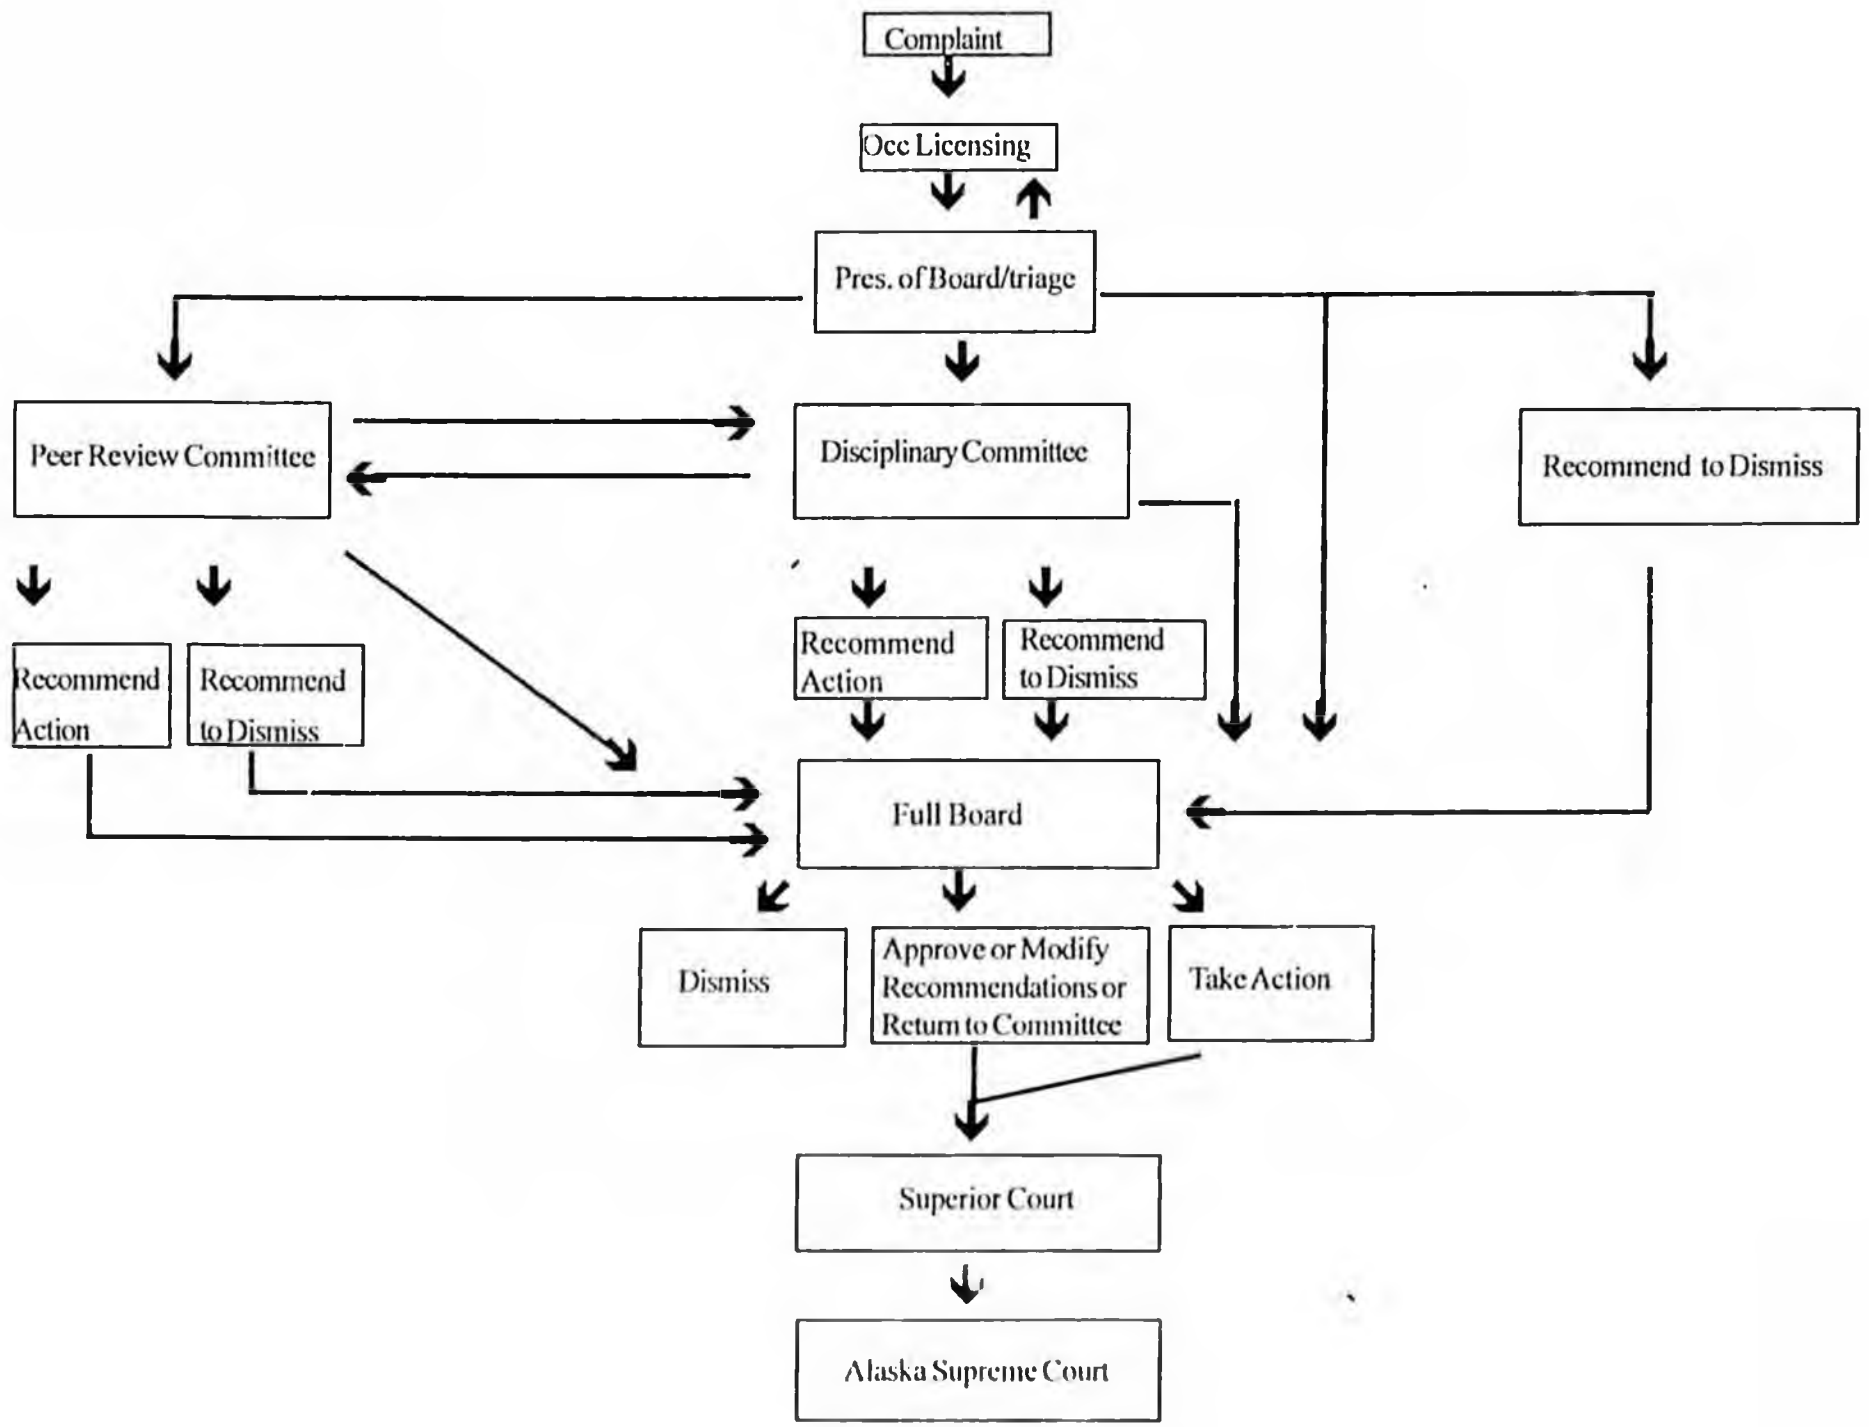 Complaint
Occ Licensing
Pres. of Board/triage
Peer Review Committee
Disciplinary Committee
Recommend to Dismiss
Recommend
Action
Recommend
to Dismiss
Recommend
Action
Recommend
to Dismiss
Full Board
Dismiss
Approve or Modify
Recommendations or
Return to Committee
Take Action
Superior Court
Alaska Supreme Court